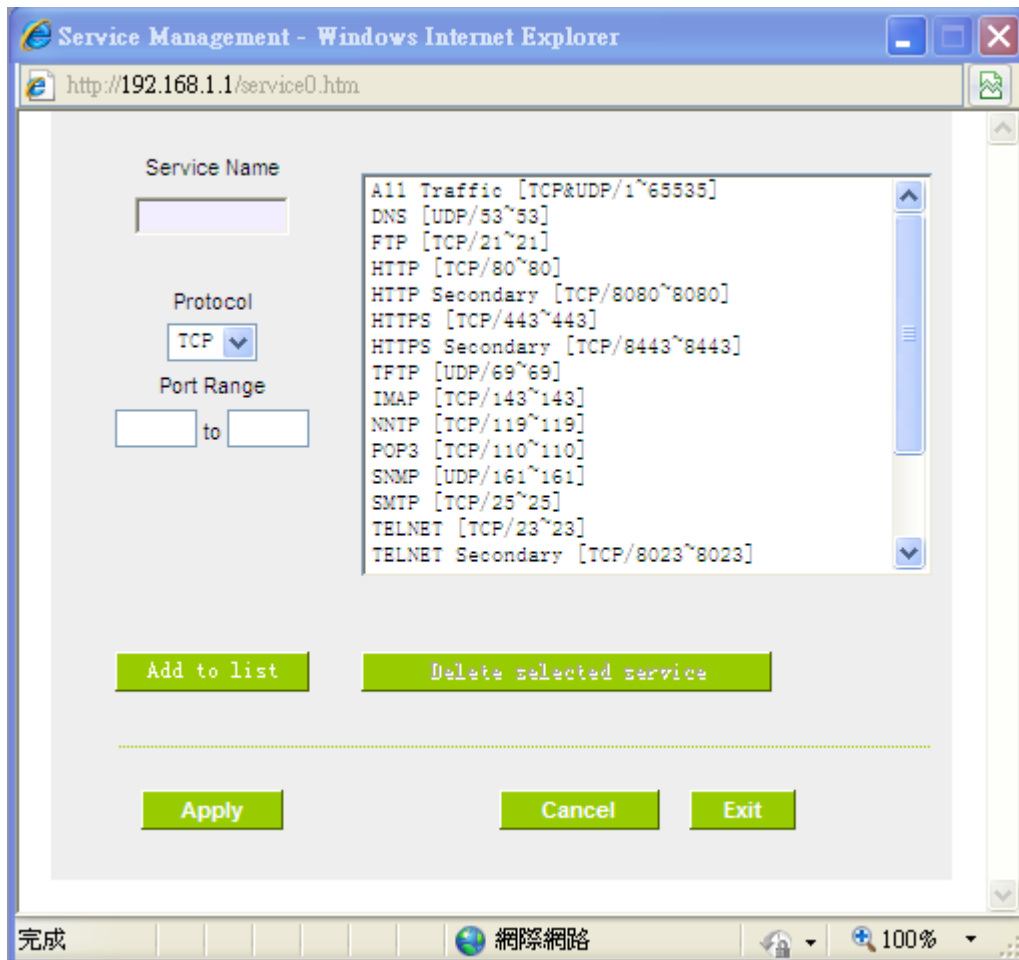 Service Management - Windows Internet Explorer
http://192.168.1.1/service0.htm
Service Name
Protocol
TCP
Port Range
to
All Traffic [TCP&UDP/1~65535]
DNS [UDP/53~53]
FTP [TCP/21~21]
HTTP [TCP/80~80]
HTTP Secondary [TCP/8080~8080]
HTTPS [TCP/443~443]
HTTPS Secondary [TCP/8443~8443]
TFTP [UDP/69~69]
IMAP [TCP/143~143]
NNTP [TCP/119~119]
POP3 [TCP/110~110]
SNMP [UDP/161~161]
SMTP [TCP/25~25]
TELNET [TCP/23~23]
TELNET Secondary [TCP/8023~8023]
Add to list
Delete selected service
Apply
Cancel
Exit
完成
網際網路
100%